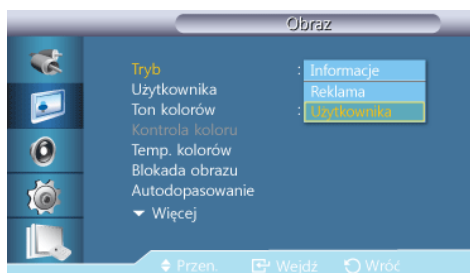 Obraz
Tryb : Informacje
Użytkownika Reklama
Ton kolorów : Użytkownika
Kontrola koloru
Temp. kolorów
Blokada obrazu
Autodopasowanie
Więcej
Przen. Wejdź Wróć